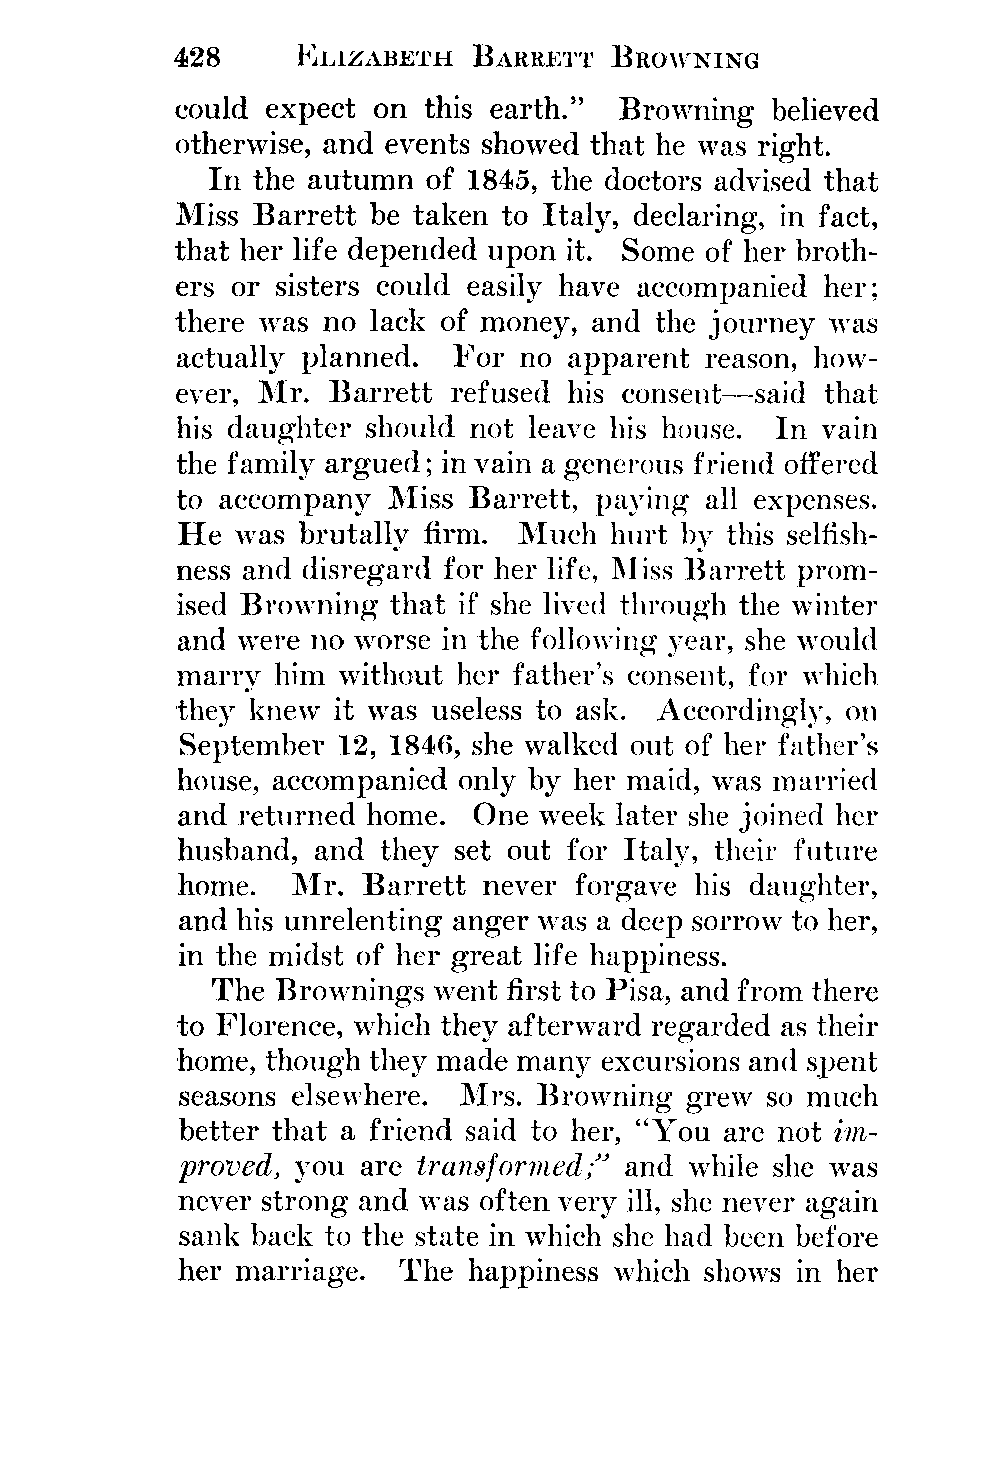 428 ELIZABETH BARRETT BROWNING
could expect on this earth.” Browning believed
otherwise, and events showed that he was right.
In the autumn of 1845, the doctors advised that
Miss Barrett be taken to Italy, declaring, in fact,
that her life depended upon it. Some of her broth-
ers or sisters could easily have accompanied her;
there was no lack of money, and the journey was
actually planned. For no apparent reason, how-
ever, Mr. Barrett refused his consent—said that
his daughter should not leave his house. In vain
the family argued; in vain a generous friend offered
to accompany Miss Barrett, paying all expenses.
He was brutally firm. Much hurt by this selfish-
ness and disregard for her life, Miss Barrett prom-
ised Browning that if she lived through the winter
and were no worse in the following year, she would
marry him without her father’s consent, for which
they knew it was useless to ask. Accordingly, on
September 12, 1846, she walked out of her father’s
house, accompanied only by her maid, was married
and returned home. One week later she joined her
husband, and they set out for Italy, their future
home. Mr. Barrett never forgave his daughter,
and his unrelenting anger was a deep sorrow to her,
in the midst of her great life happiness.
The Brownings went first to Pisa, and from there
to Florence, which they afterward regarded as their
home, though they made many excursions and spent
seasons elsewhere. Mrs. Browning grew so much
better that a friend said to her, “You are not im-
proved, you are transformed;” and while she was
never strong and was often very ill, she never again
sank back to the state in which she had been before
her marriage. The happiness which shows in her